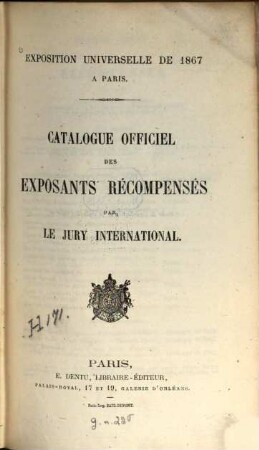 EXPOSITION UNIVERSELLE DE 1867
A PARIS.
CATALOGUE OFFICIEL
DES
EXPOSANTS RÉCOMPENSÉS
PAR
LE JURY INTERNATIONAL.
PARIS,
E. DENTU, LIBRAIRE-ÉDITEUR,
PALAIS-ROYAL, 17 ET 19, GALERIE D'ORLÉANS.